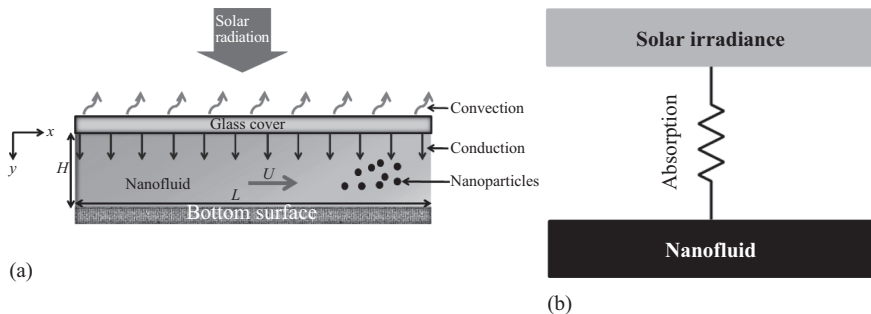 Solar
radiation
Convection
Glass cover
x
y
H
Conduction
Nanofluid
U
Nanoparticles
L
Bottom surface
(a)
Solar irradiance
Absorption
Nanofluid
(b)